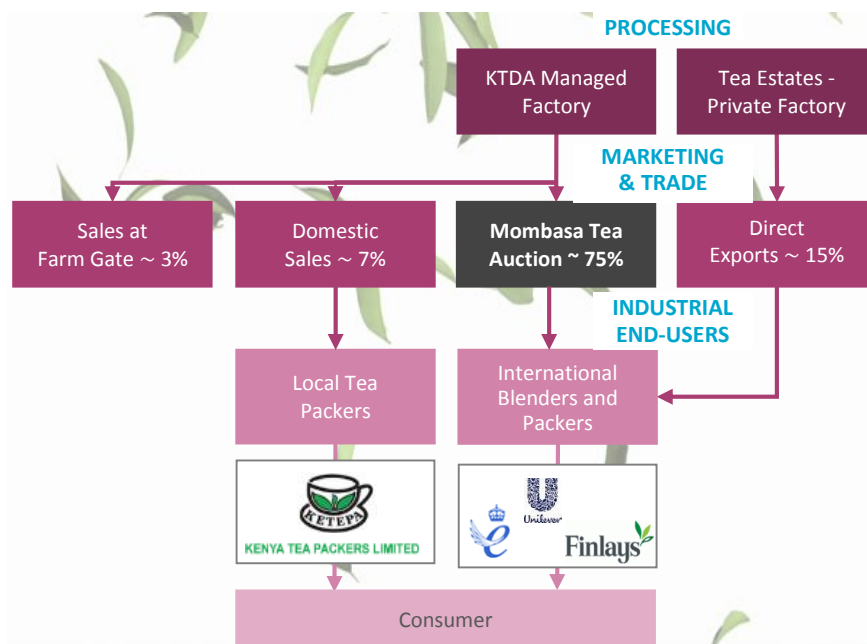 PROCESSING
KTDA Managed
Factory
Tea Estates -
Private Factory
MARKETING
& TRADE
Sales at
Farm Gate ~ 3%
Domestic
Sales ~ 7%
Mombasa Tea
Auction ~ 75%
Direct
Exports ~ 15%
INDUSTRIAL
END-USERS
Local Tea
Packers
International
Blenders and
Packers
KETEPA
KENYA TEA PACKERS LIMITED
Unilever
e
Finlays
Consumer